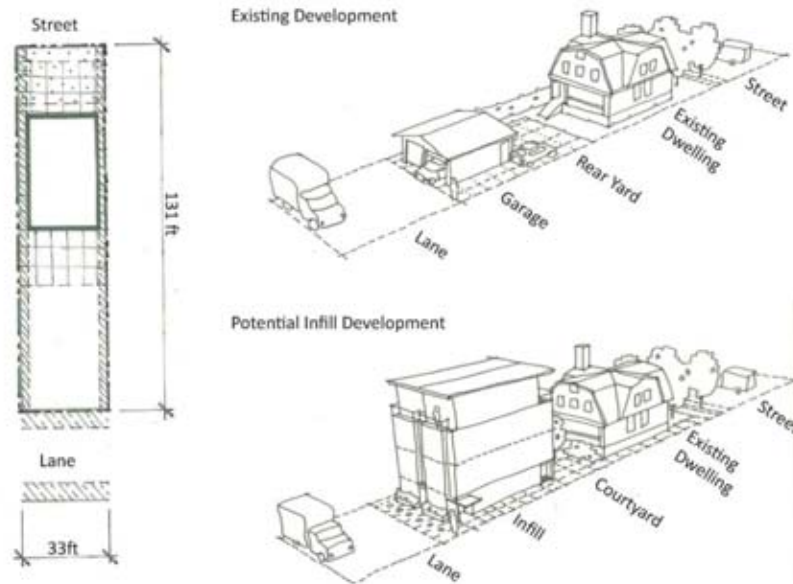 Street
131 ft
Lane
33ft
Existing Development
Street
Existing
Dwelling
Rear Yard
Garage
Lane
Potential Infill Development
Street
Existing
Dwelling
Courtyard
Infill
Lane